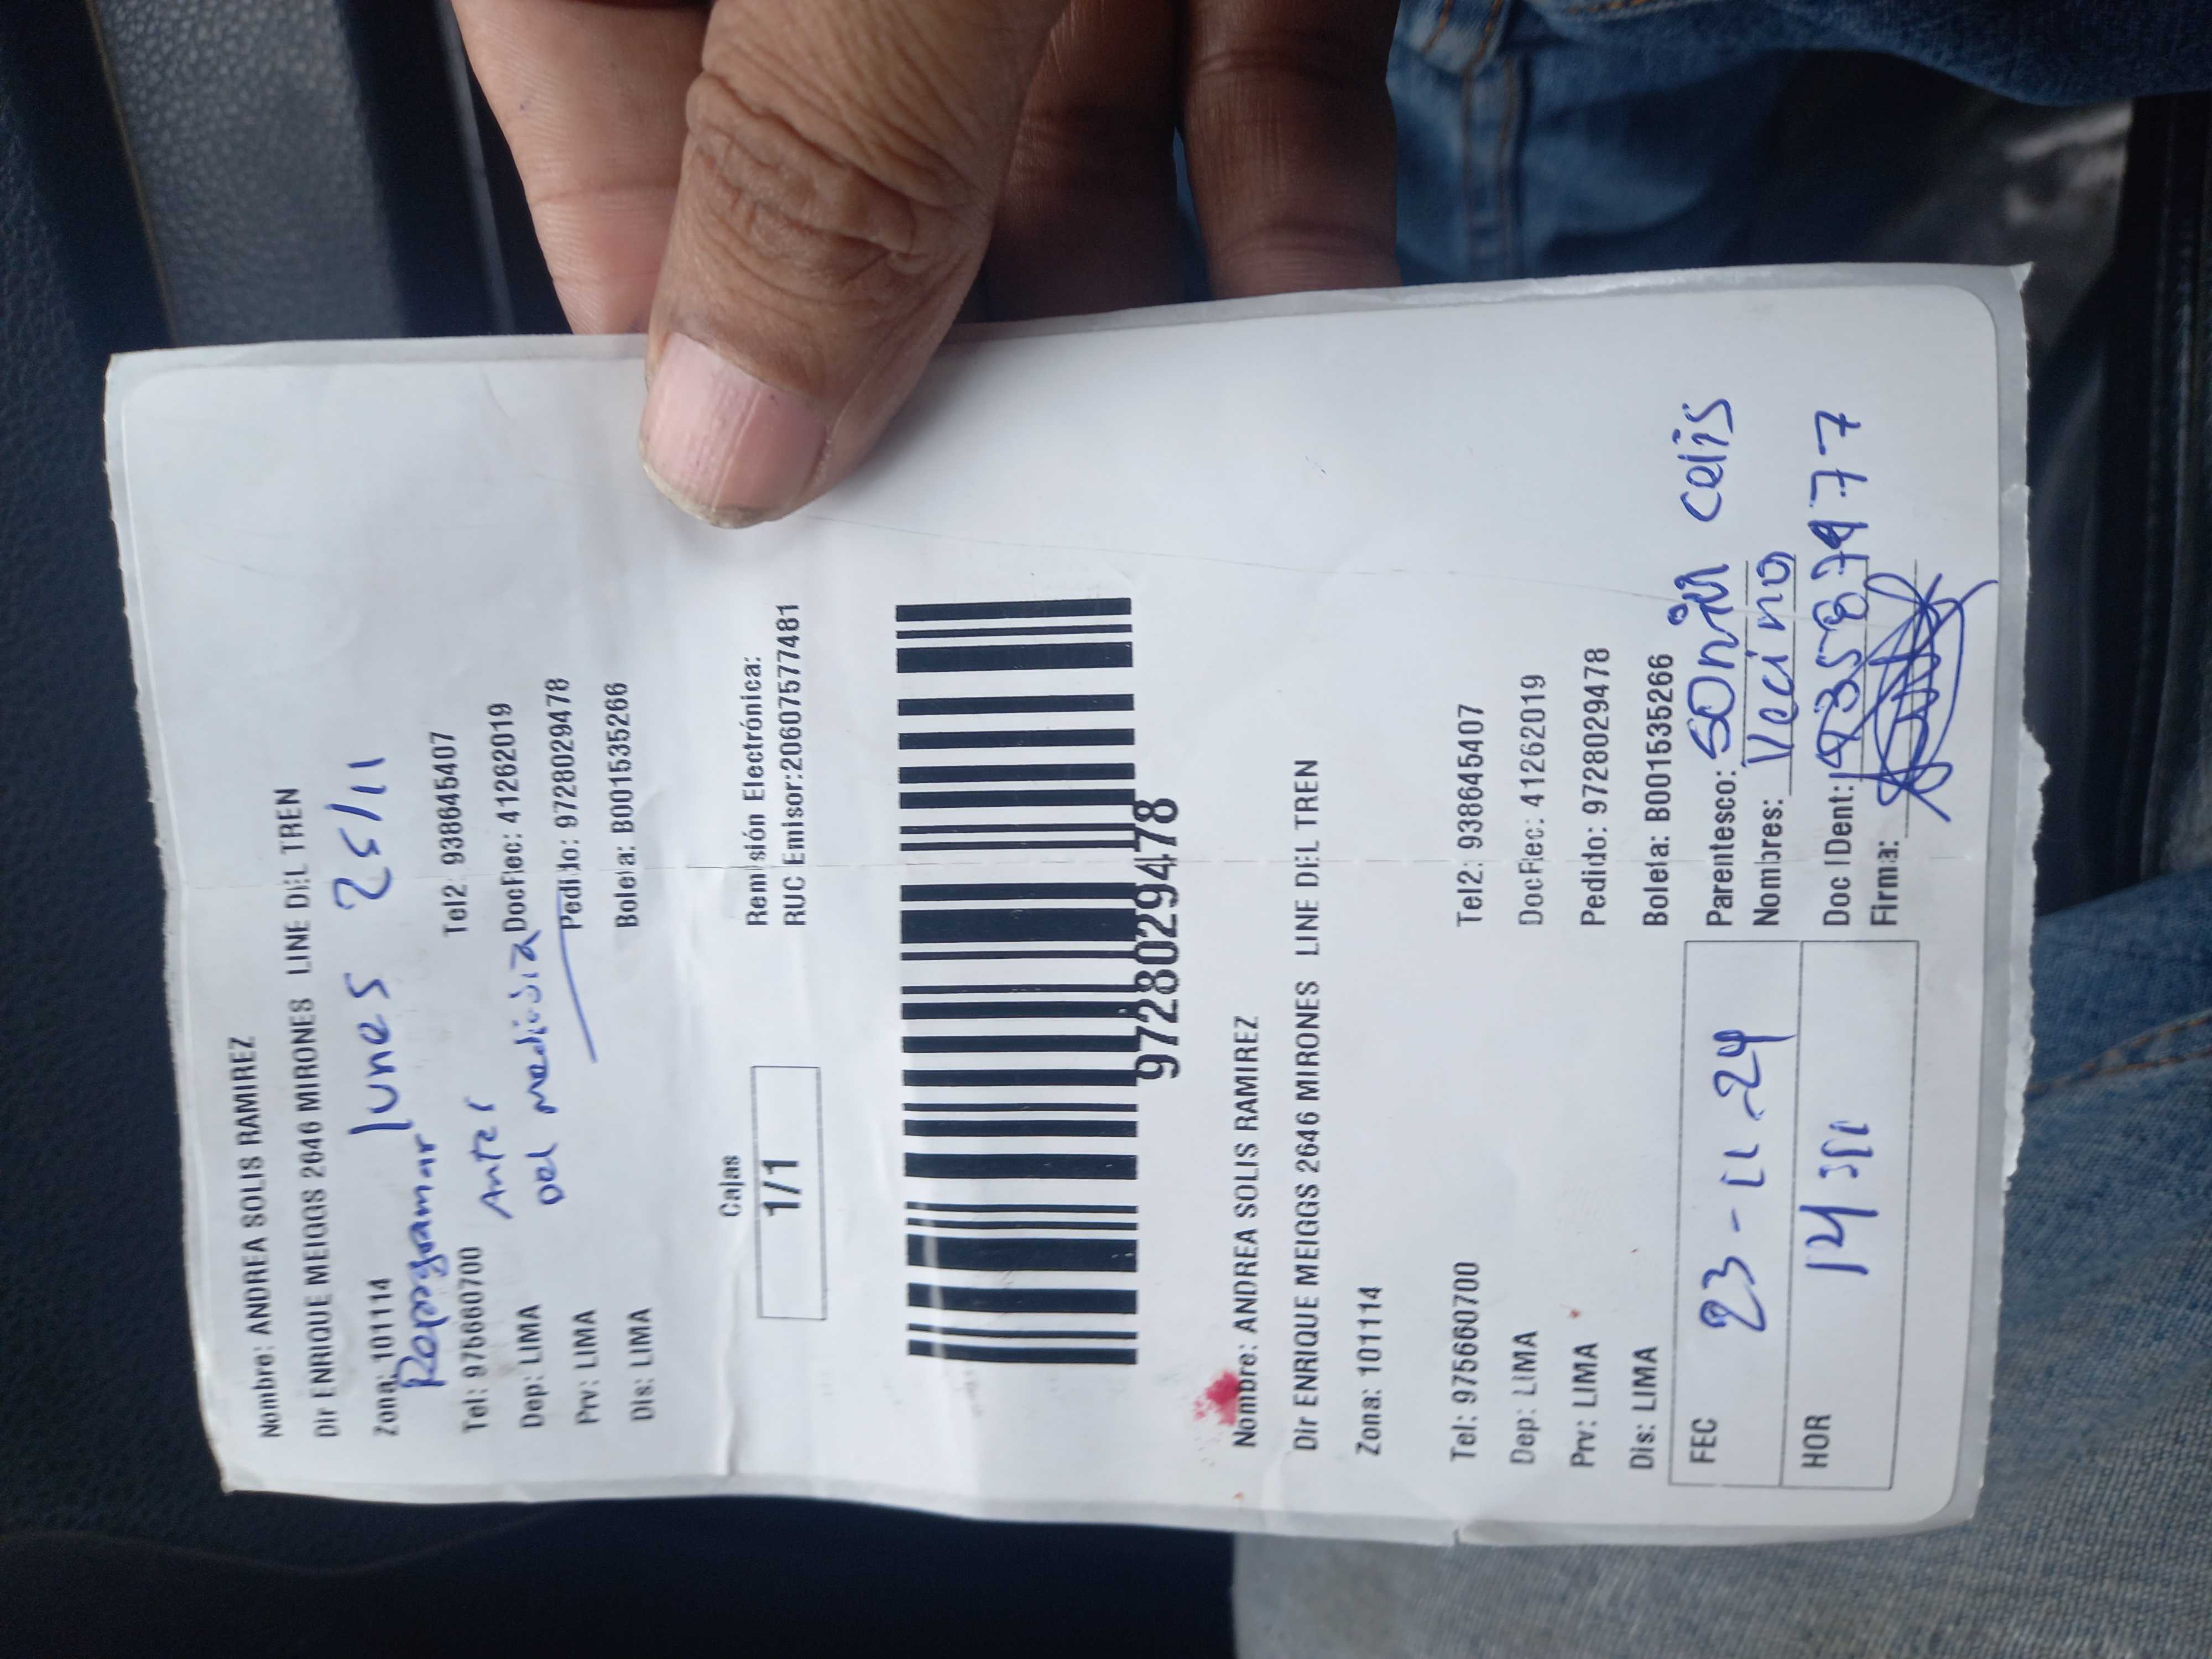 Nombre: ANDREA SOLIS RAMIREZ
Dir ENRIQUE MEIGGS 2646 MIRONES LINE DEL TREN
Zona: 101114 lunes 25/11
Reprogramar
Tel: 975660700 Tel2: 938645407
Antes
Dep: LIMA DocRec: 41262019
Del mediodia
Prv: LIMA Pedido: 9728029478
Dis: LIMA Boleta: B001535266
Cajas
1/1
Remisión Electrónica:
RUC Emisor:20607577481
9728029478
Nombre: ANDREA SOLIS RAMIREZ
Dir ENRIQUE MEIGGS 2646 MIRONES LINE DEL TREN
Zona: 101114
Tel: 975660700 Tel2: 938645407
Dep: LIMA DocRec: 41262019
Prv: LIMA Pedido: 9728029478
Dis: LIMA Boleta: B001535266
FEC 23-11-24
HOR
Parentesco: SONIA celis
Nombres: Vecino
Doc IDent:
Firma: